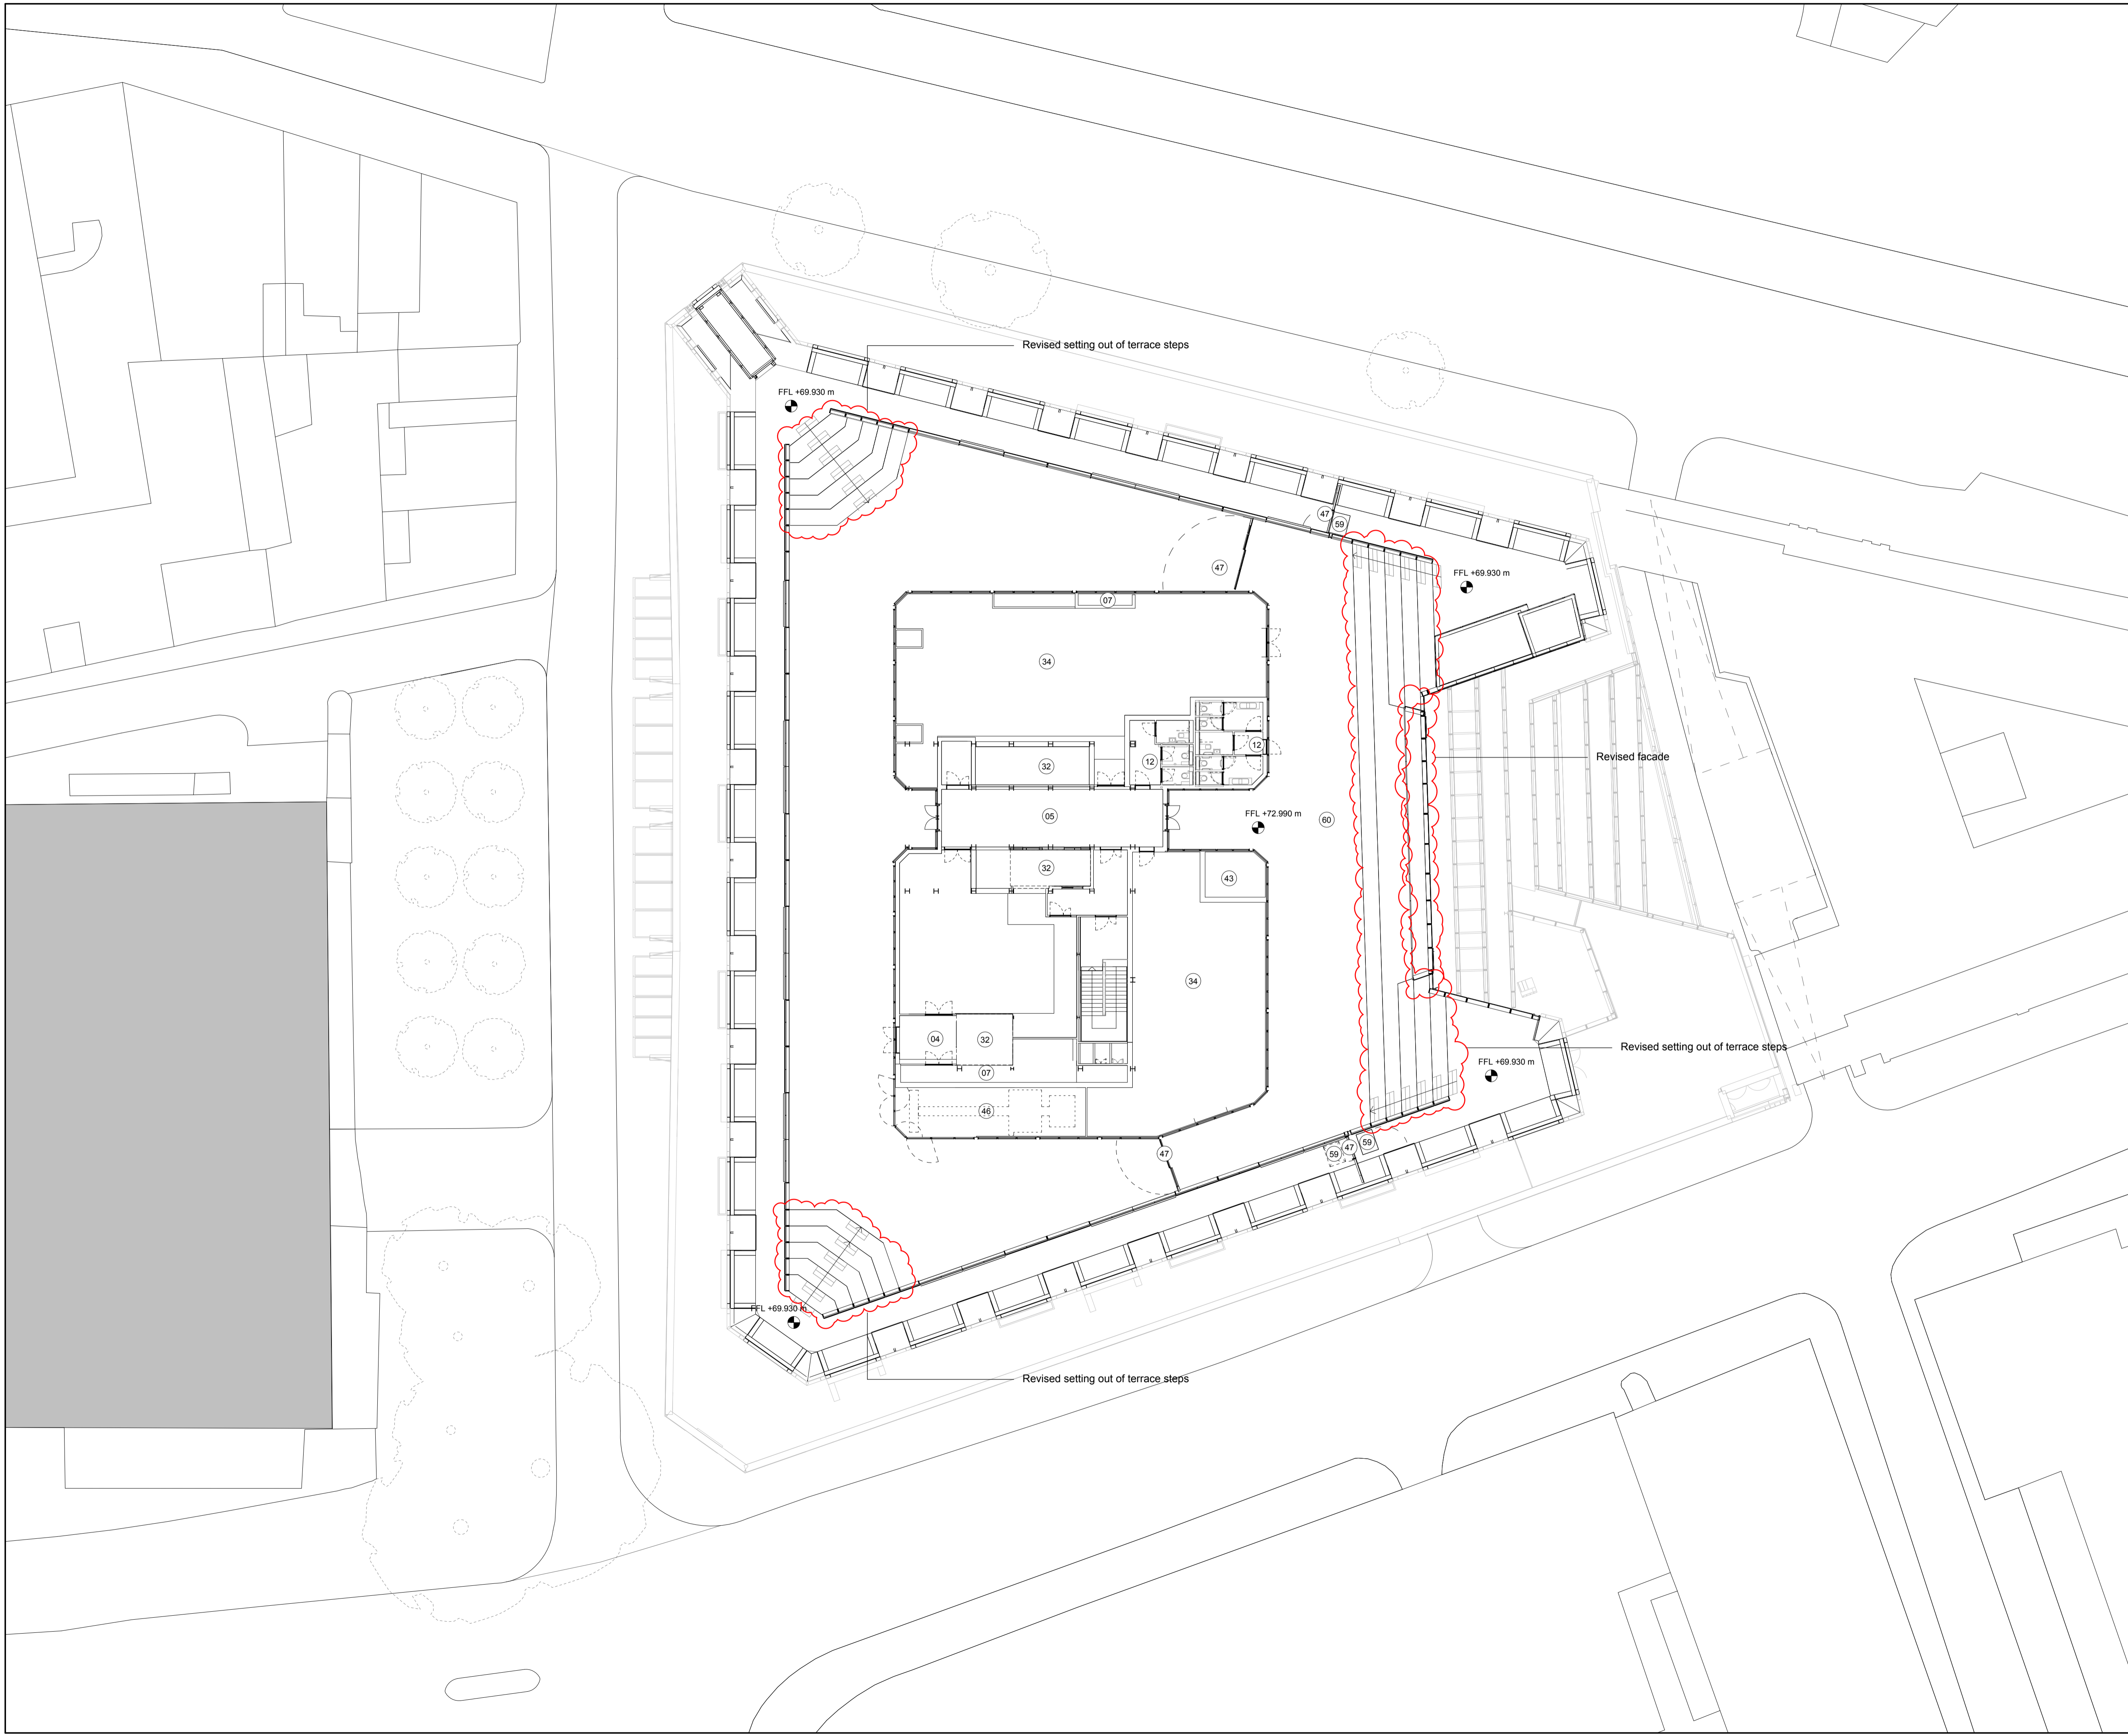 Revised setting out of terrace steps
FFL +69.930 m
47
59
47
FFL +69.930 m
07
34
12
12
32
Revised facade
05
FFL +72.990 m
60
32
43
34
04
32
Revised setting out of terrace steps
FFL +69.930 m
07
46
47
59
47
59
FFL +69.930 m
Revised setting out of terrace steps